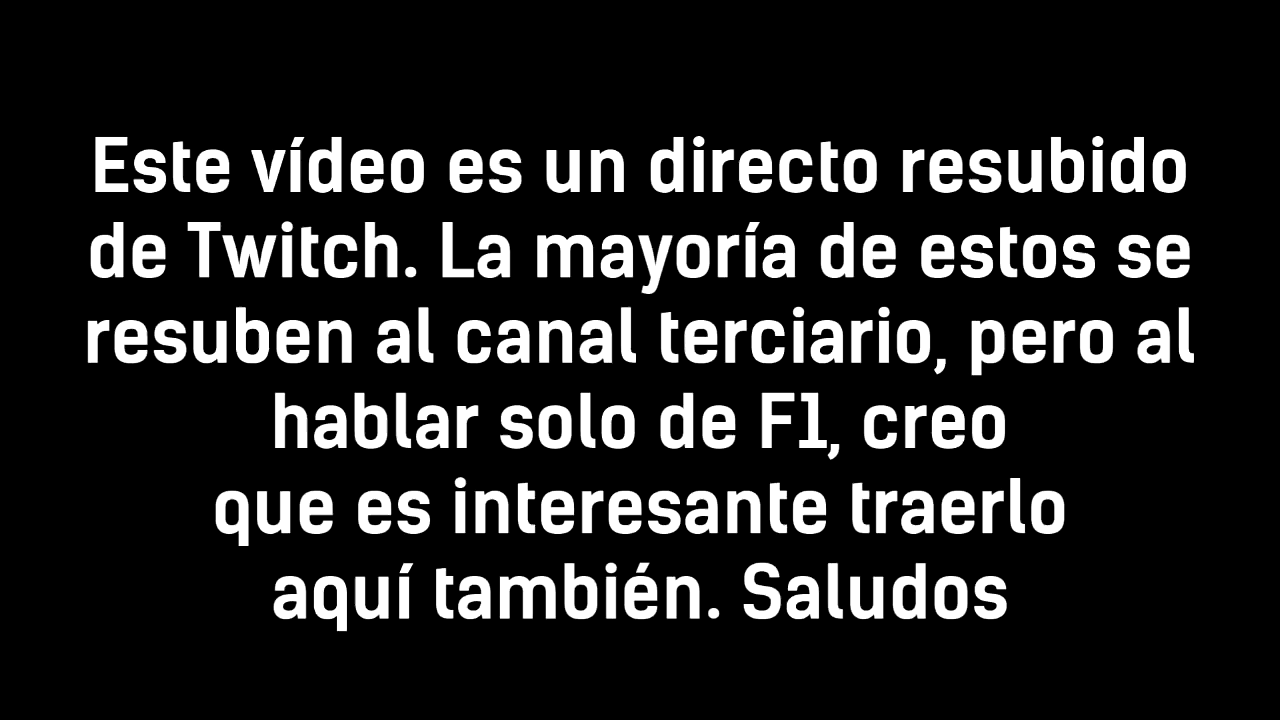 Este vídeo es un directo resubido
de Twitch. La mayoría de estos se
resuben al canal terciario, pero al
hablar solo de F1, creo
que es interesante traerlo
aquí también. Saludos